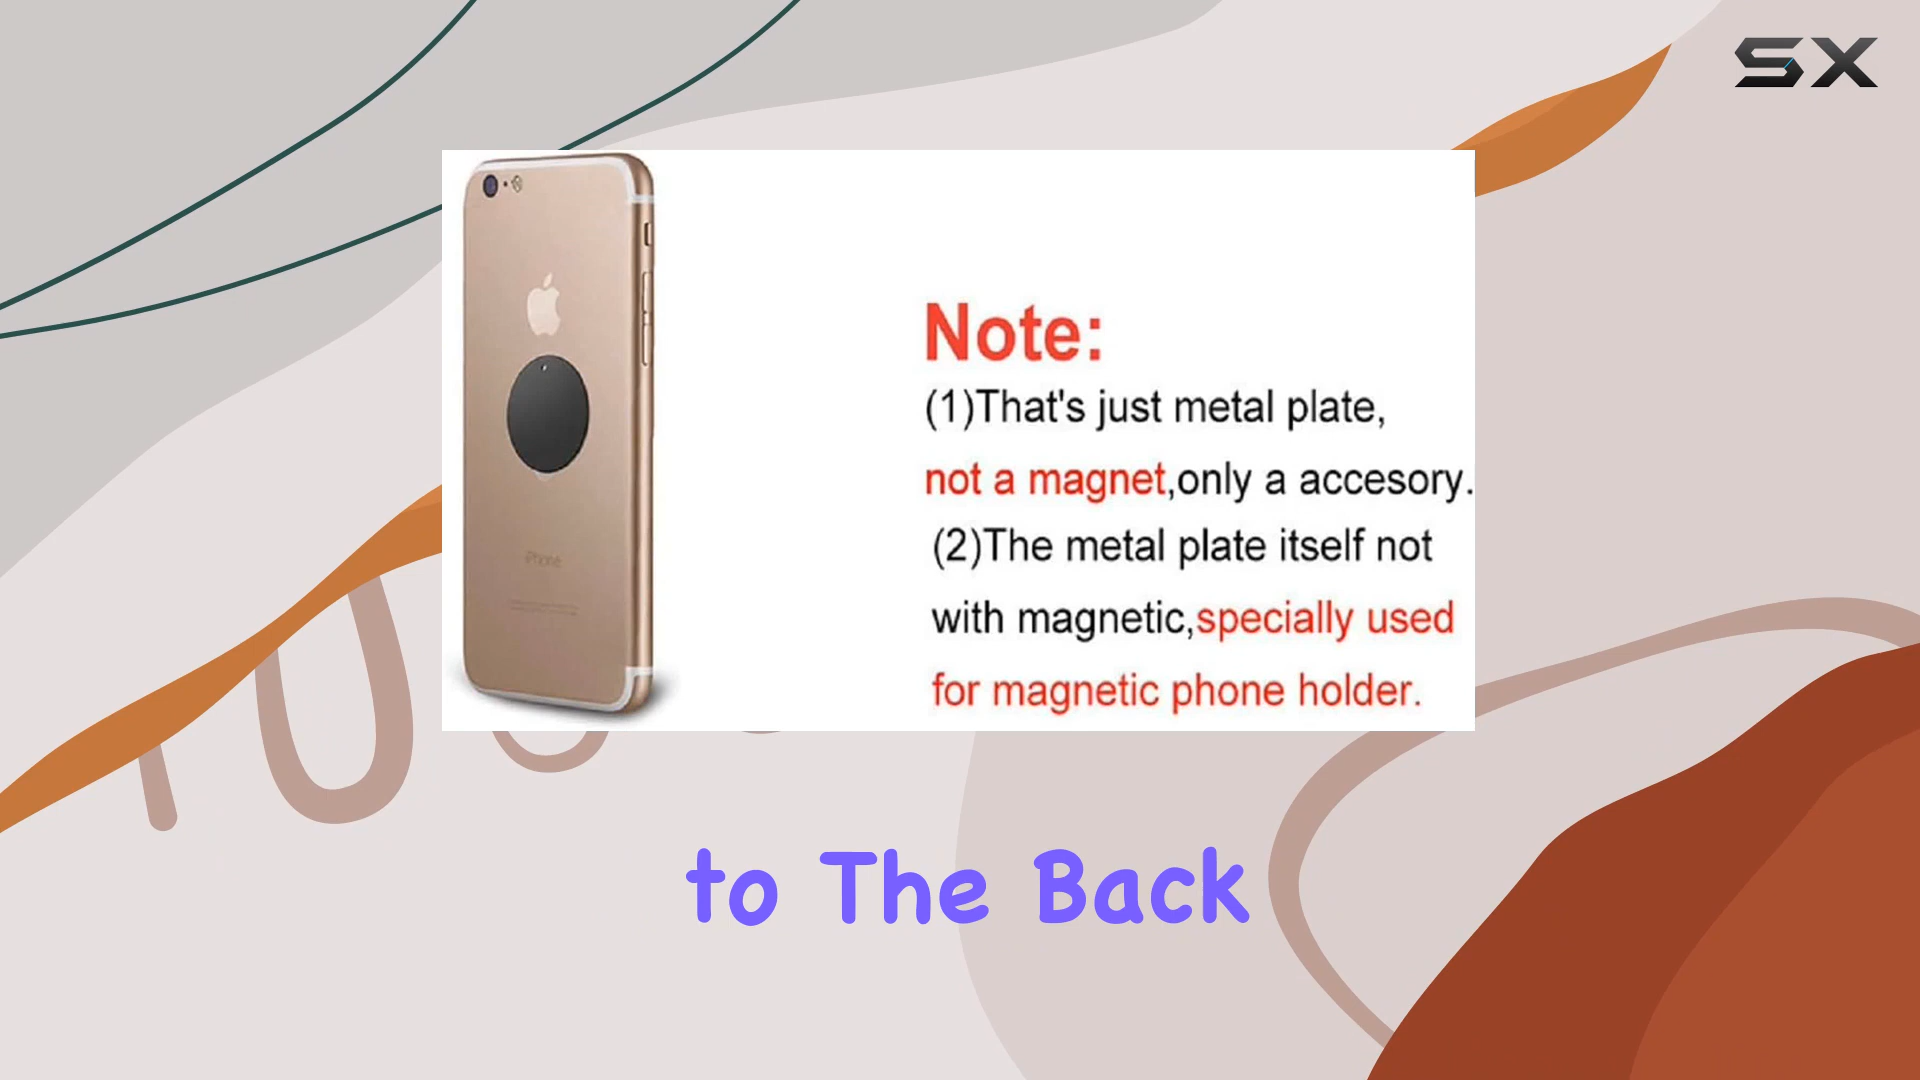 SX
iPhone
Note:
(1)That's just metal plate,
not a magnet,only a accesory.
(2)The metal plate itself not
with magnetic,specially used
for magnetic phone holder.
to The Back